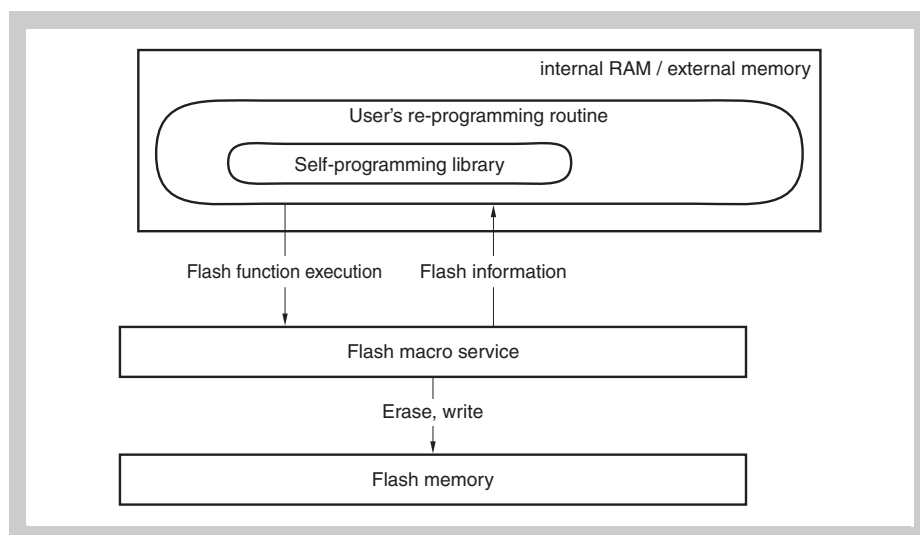 internal RAM / external memory
User's re-programming routine
Self-programming library
Flash function execution
Flash information
Flash macro service
Erase, write
Flash memory